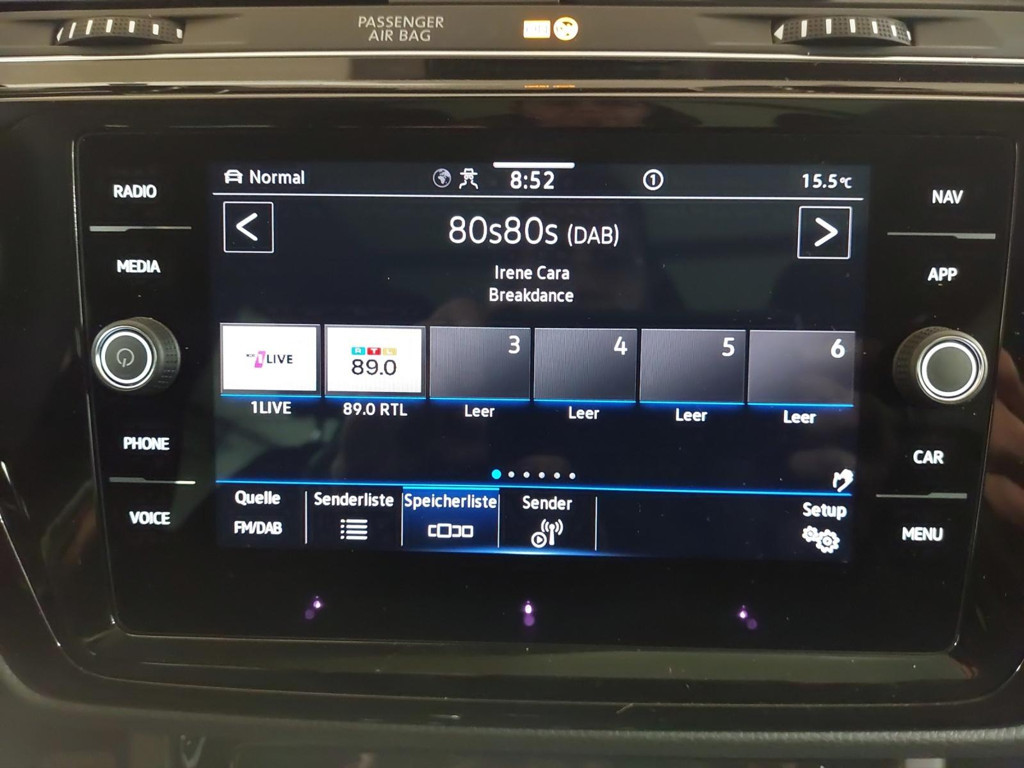 PASSENGER
AIR BAG
RADIO
MEDIA
PHONE
VOICE
Normal
8:52
1
15.5°C
<
80s80s (DAB)
>
Irene Cara
Breakdance
1LIVE
RTL
89.0
3
4
5
6
1LIVE
89.0 RTL
Leer
Leer
Leer
Leer
Quelle
FM/DAB
Senderliste
Speicherliste
Sender
Setup
NAV
APP
CAR
MENU